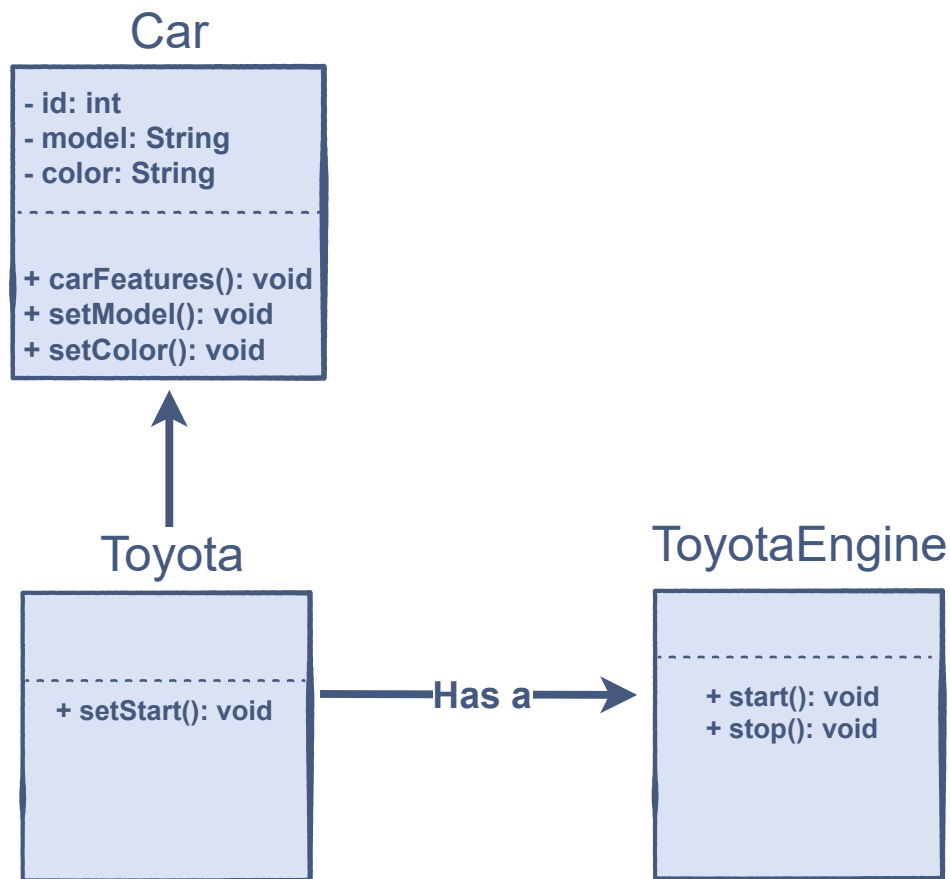 Car
- id: int
- model: String
- color: String
+ carFeatures(): void
+ setModel(): void
+ setColor(): void
Toyota
+ setStart(): void
Has a
ToyotaEngine
+ start(): void
+ stop(): void